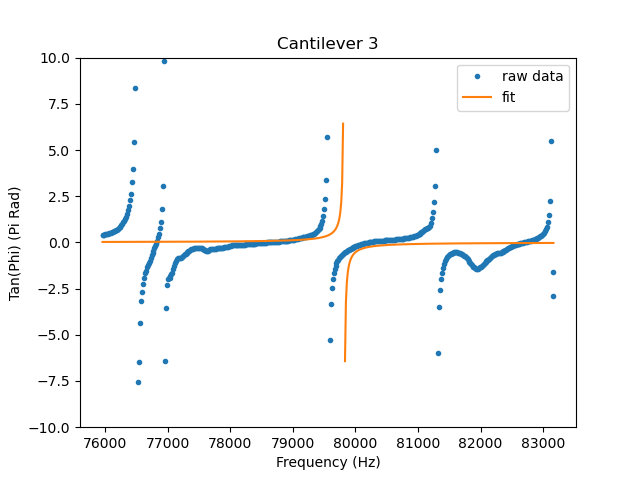 Cantilever 3
10.0
7.5
5.0
2.5
0.0
−2.5
−5.0
−7.5
−10.0
Tan(Phi) (Pi Rad)
raw data
fit
76000 77000 78000 79000 80000 81000 82000 83000
Frequency (Hz)